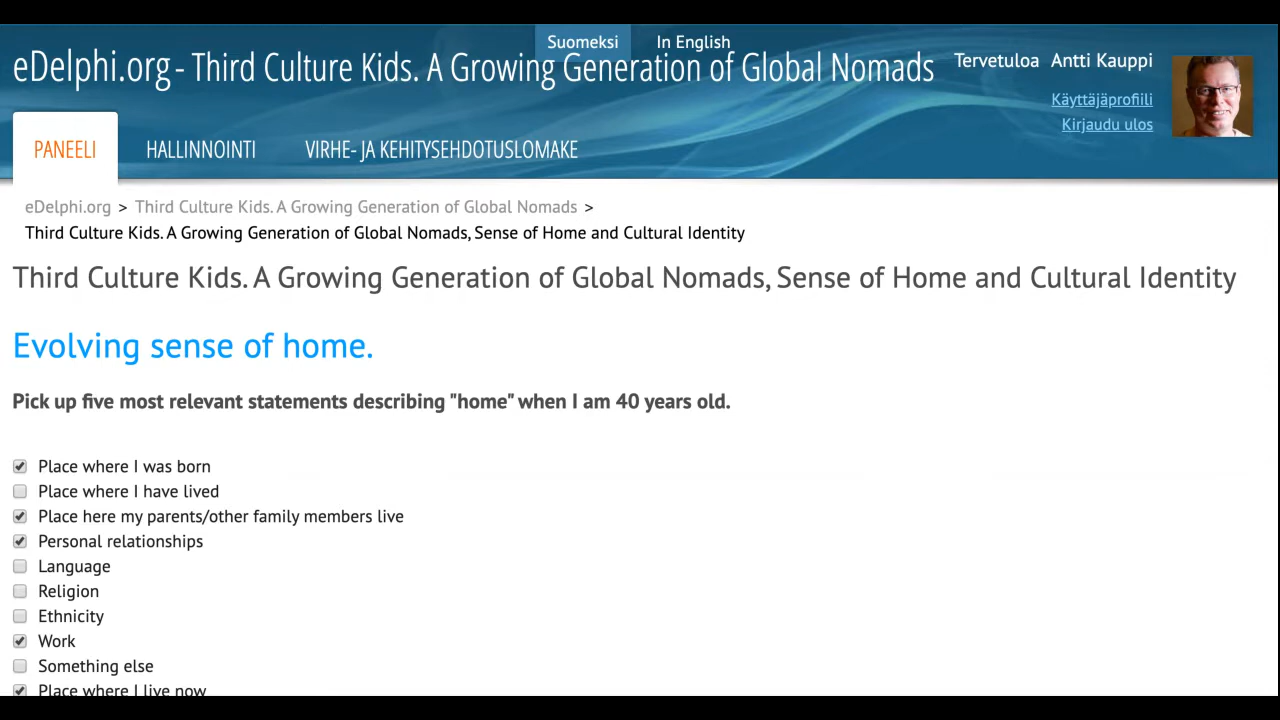 Suomeksi In English
eDelphi.org - Third Culture Kids. A Growing Generation of Global Nomads
Tervetuloa Antti Kauppi
Käyttäjäprofiili
Kirjaudu ulos
PANEELI HALLINNOINTI VIRHE- JA KEHITYSEHDOTUSLOMAKE
eDelphi.org > Third Culture Kids. A Growing Generation of Global Nomads >
Third Culture Kids. A Growing Generation of Global Nomads, Sense of Home and Cultural Identity
Third Culture Kids. A Growing Generation of Global Nomads, Sense of Home and Cultural Identity
Evolving sense of home.
Pick up five most relevant statements describing "home" when I am 40 years old.
Place where I was born
Place where I have lived
Place here my parents/other family members live
Personal relationships
Language
Religion
Ethnicity
Work
Something else
Place where I live now